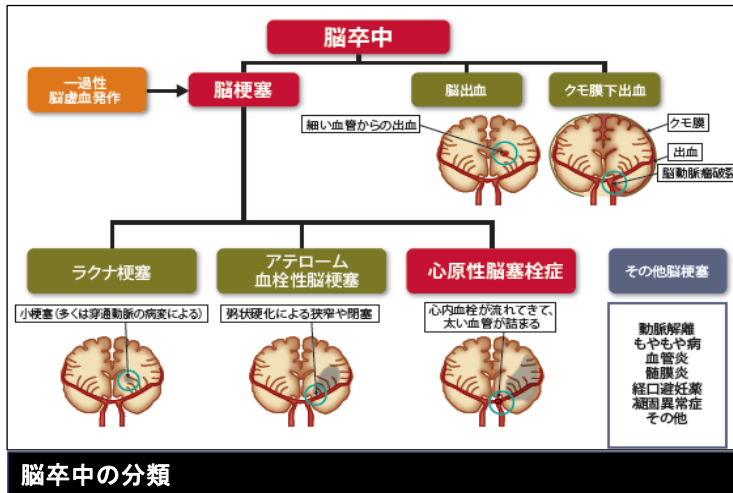 脳卒中
一過性
脳虚血発作
脳梗塞
脳出血
クモ膜下出血
細い血管からの出血
クモ膜
出血
脳動脈瘤破裂
ラクナ梗塞
アテローム
血栓性脳梗塞
心原性脳塞栓症
その他脳梗塞
小梗塞(多くは穿通動脈の病変による)
粥状硬化による狭窄や閉塞
心内血栓が流れてきて、
太い血管が詰まる
動脈解離
もやもや病
血管炎
髄膜炎
経口避妊薬
凝固異常症
その他
脳卒中の分類